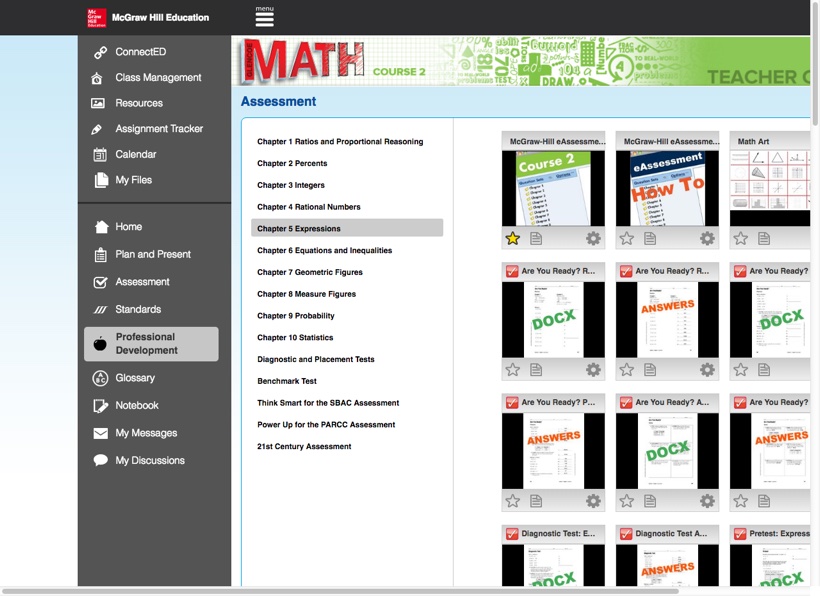 Mc
Graw
Hill
Education
McGraw Hill Education
menu
ConnectED
Class Management
Resources
Assignment Tracker
Calendar
My Files
Home
Plan and Present
Assessment
Standards
Professional
Development
Glossary
Notebook
My Messages
My Discussions
GLENCOE
MATH
COURSE 2
TEACHER C
Assessment
Chapter 1 Ratios and Proportional Reasoning
Chapter 2 Percents
Chapter 3 Integers
Chapter 4 Rational Numbers
Chapter 5 Expressions
Chapter 6 Equations and Inequalities
Chapter 7 Geometric Figures
Chapter 8 Measure Figures
Chapter 9 Probability
Chapter 10 Statistics
Diagnostic and Placement Tests
Benchmark Test
Think Smart for the SBAC Assessment
Power Up for the PARCC Assessment
21st Century Assessment
McGraw-Hill eAssessme...
McGraw-Hill eAssessme...
Math Art
Course 2
eAssessment
How To
Are You Ready? R...
Are You Ready? R...
Are You Ready?
DOCX
ANSWERS
DOCX
Are You Ready? P...
Are You Ready? A...
Are You Ready?
ANSWERS
DOCX
ANSWERS
Diagnostic Test: E...
Diagnostic Test A...
Pretest: Express
DOCX
ANSWERS
DOCX